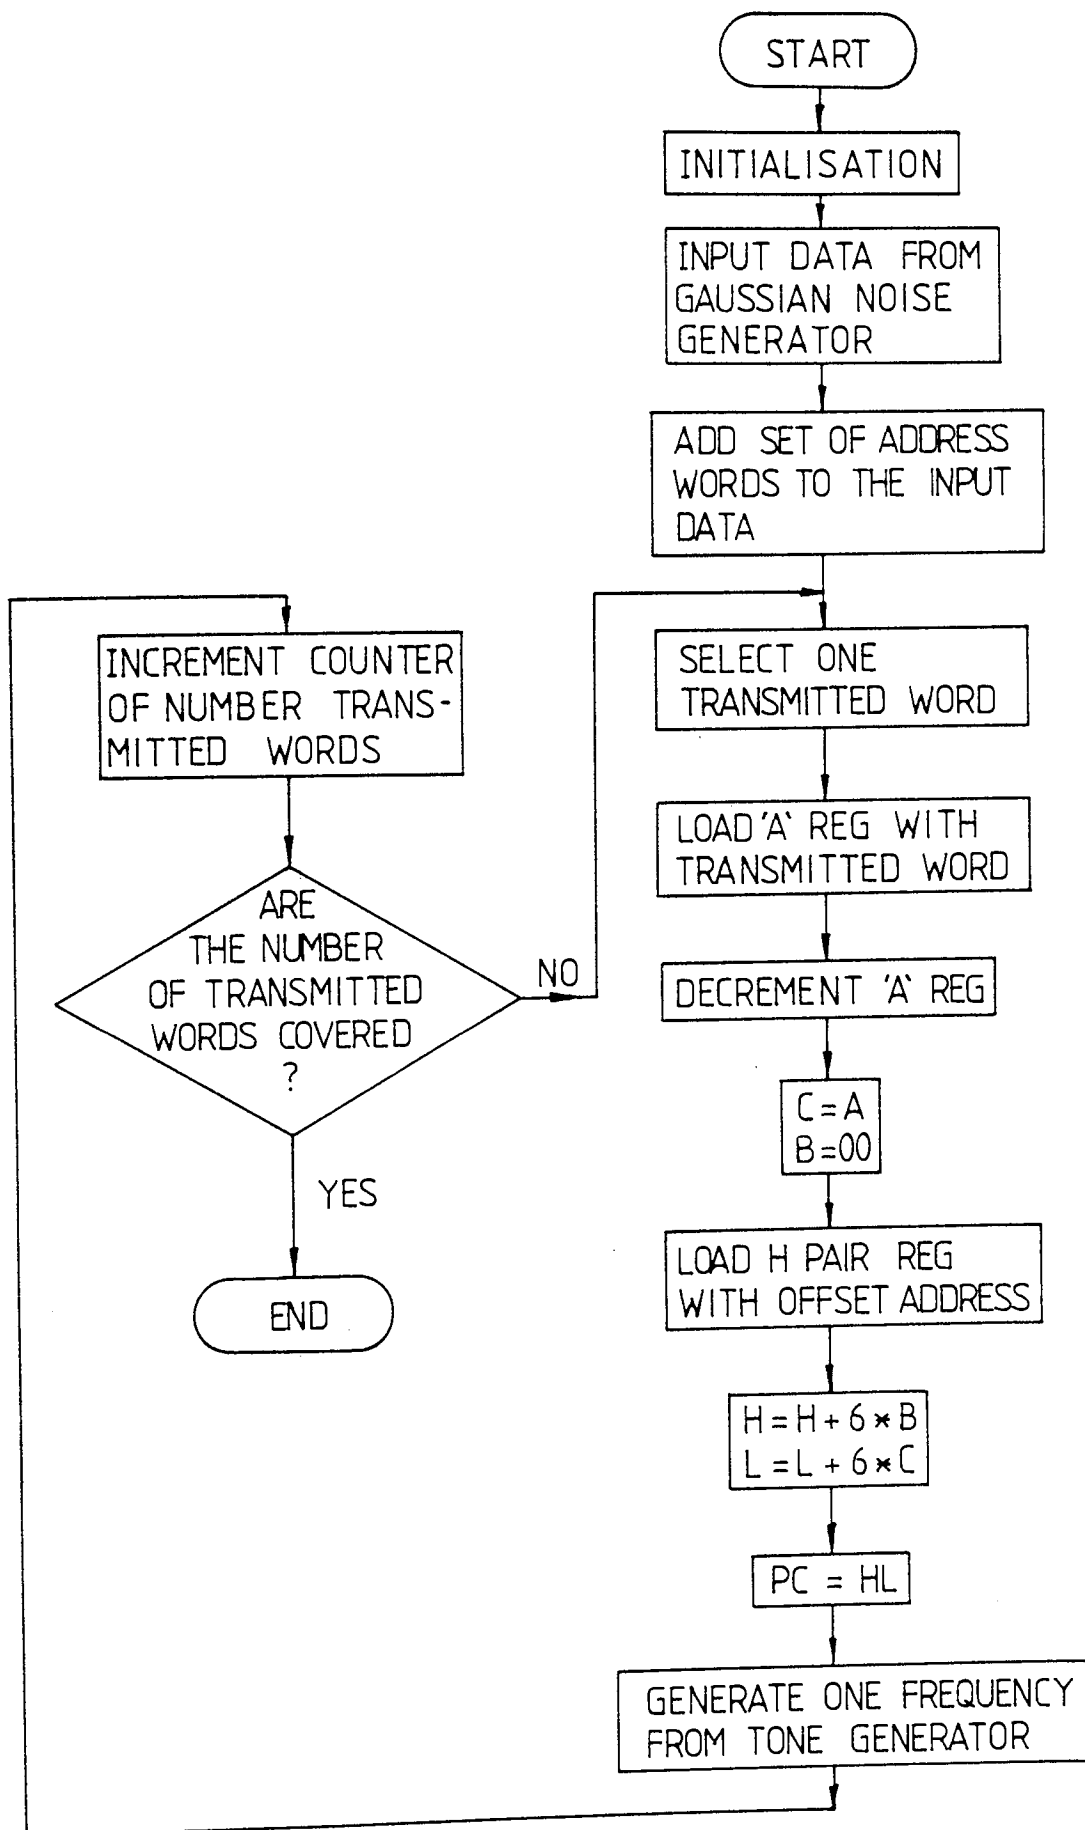 START
INITIALISATION
INPUT DATA FROM
GAUSSIAN NOISE
GENERATOR
ADD SET OF ADDRESS
WORDS TO THE INPUT
DATA
SELECT ONE
TRANSMITTED WORD
LOAD 'A' REG WITH
TRANSMITTED WORD
DECREMENT 'A' REG
C = A
B = 00
LOAD H PAIR REG
WITH OFFSET ADDRESS
H = H + 6 * B
L = L + 6 * C
PC = HL
GENERATE ONE FREQUENCY
FROM TONE GENERATOR
INCREMENT COUNTER
OF NUMBER TRANS-
MITTED WORDS
ARE
THE NUMBER
OF TRANSMITTED
WORDS COVERED
?
NO
YES
END